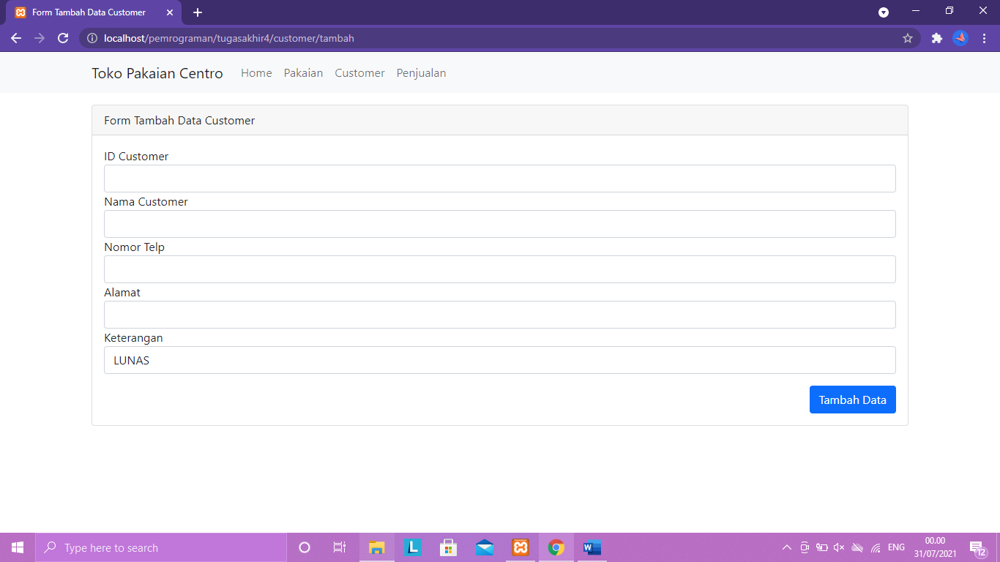 Form Tambah Data Customer
localhost/pemrograman/tugasakhir4/customer/tambah
Toko Pakaian Centro Home Pakaian Customer Penjualan
Form Tambah Data Customer
ID Customer
Nama Customer
Nomor Telp
Alamat
Keterangan
LUNAS
Tambah Data
Type here to search
L
W
ENG
00.00
31/07/2021
12